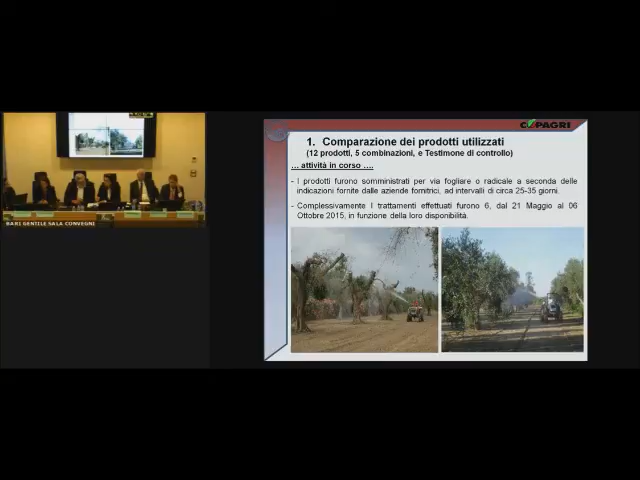 COPAGRI
1. Comparazione dei prodotti utilizzati
(12 prodotti, 5 combinazioni, e Testimone di controllo)
... attività in corso ....
- I prodotti furono somministrati per via fogliare o radicale a seconda delle
indicazioni fornite dalle aziende fornitrici, ad intervalli di circa 25-35 giorni.
- Complessivamente I trattamenti effettuati furono 6, dal 21 Maggio al 06
Ottobre 2015, in funzione della loro disponibilità.
BARI GENTILE SALA CONVEGNI